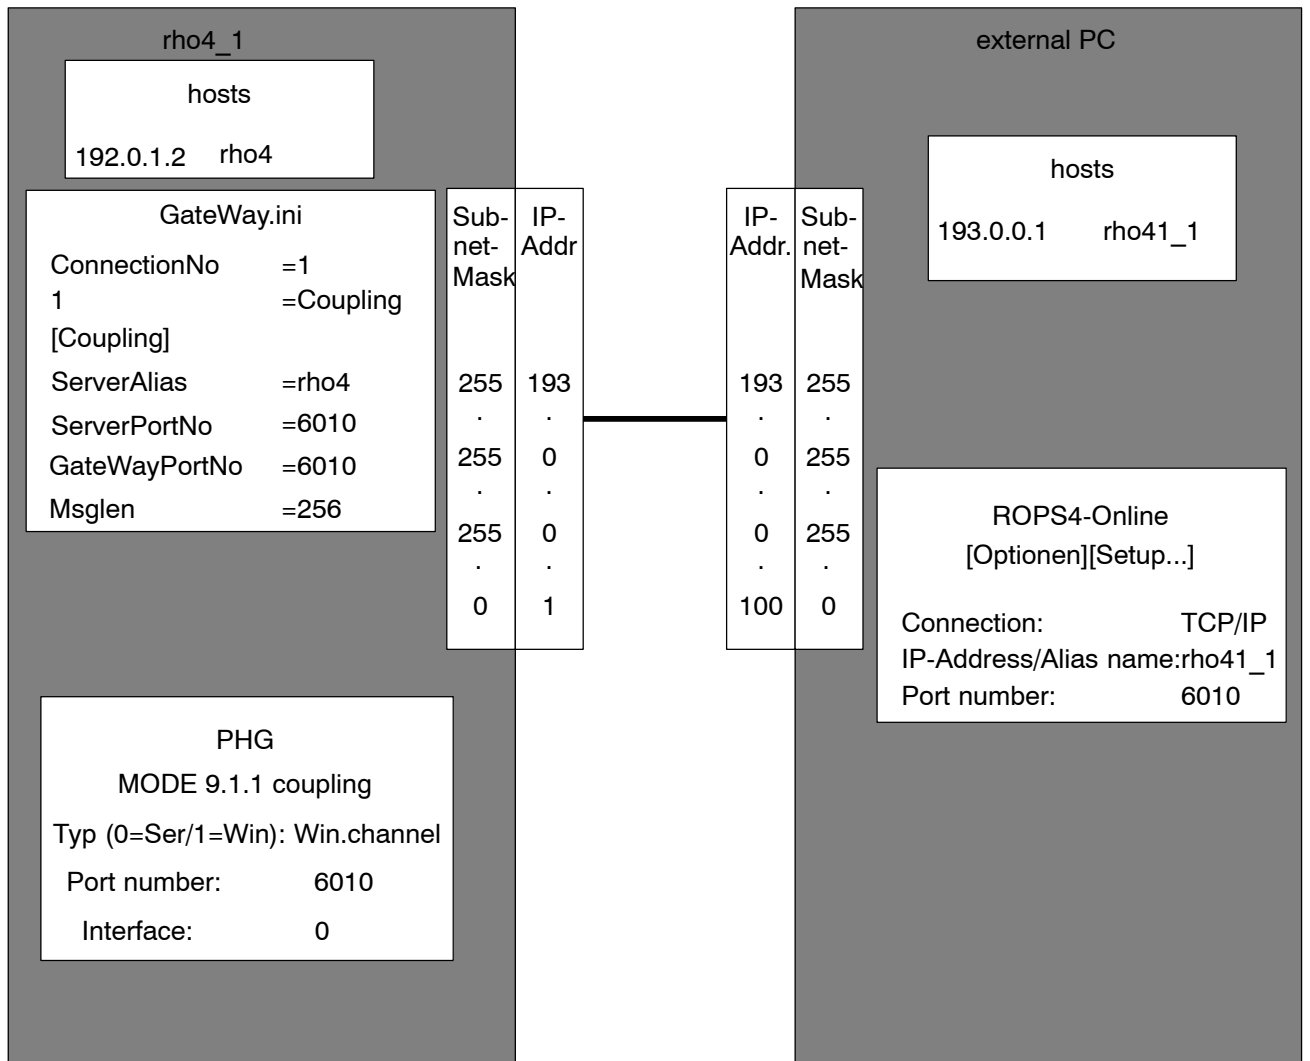 rho4_1
hosts
192.0.1.2 rho4
GateWay.ini
ConnectionNo =1
1 =Coupling
[Coupling]
ServerAlias =rho4
ServerPortNo =6010
GateWayPortNo =6010
Msglen =256
Sub-
net-
Mask
255
.
255
.
255
.
0
IP-
Addr
193
.
0
.
0
.
1
PHG
MODE 9.1.1 coupling
Typ (0=Ser/1=Win): Win.channel
Port number: 6010
Interface: 0
IP-
Addr.
193
.
0
.
0
.
100
Sub-
net-
Mask
255
.
255
.
255
.
0
external PC
hosts
193.0.0.1 rho41_1
ROPS4-Online
[Optionen][Setup...]
Connection: TCP/IP
IP-Address/Alias name:rho41_1
Port number: 6010